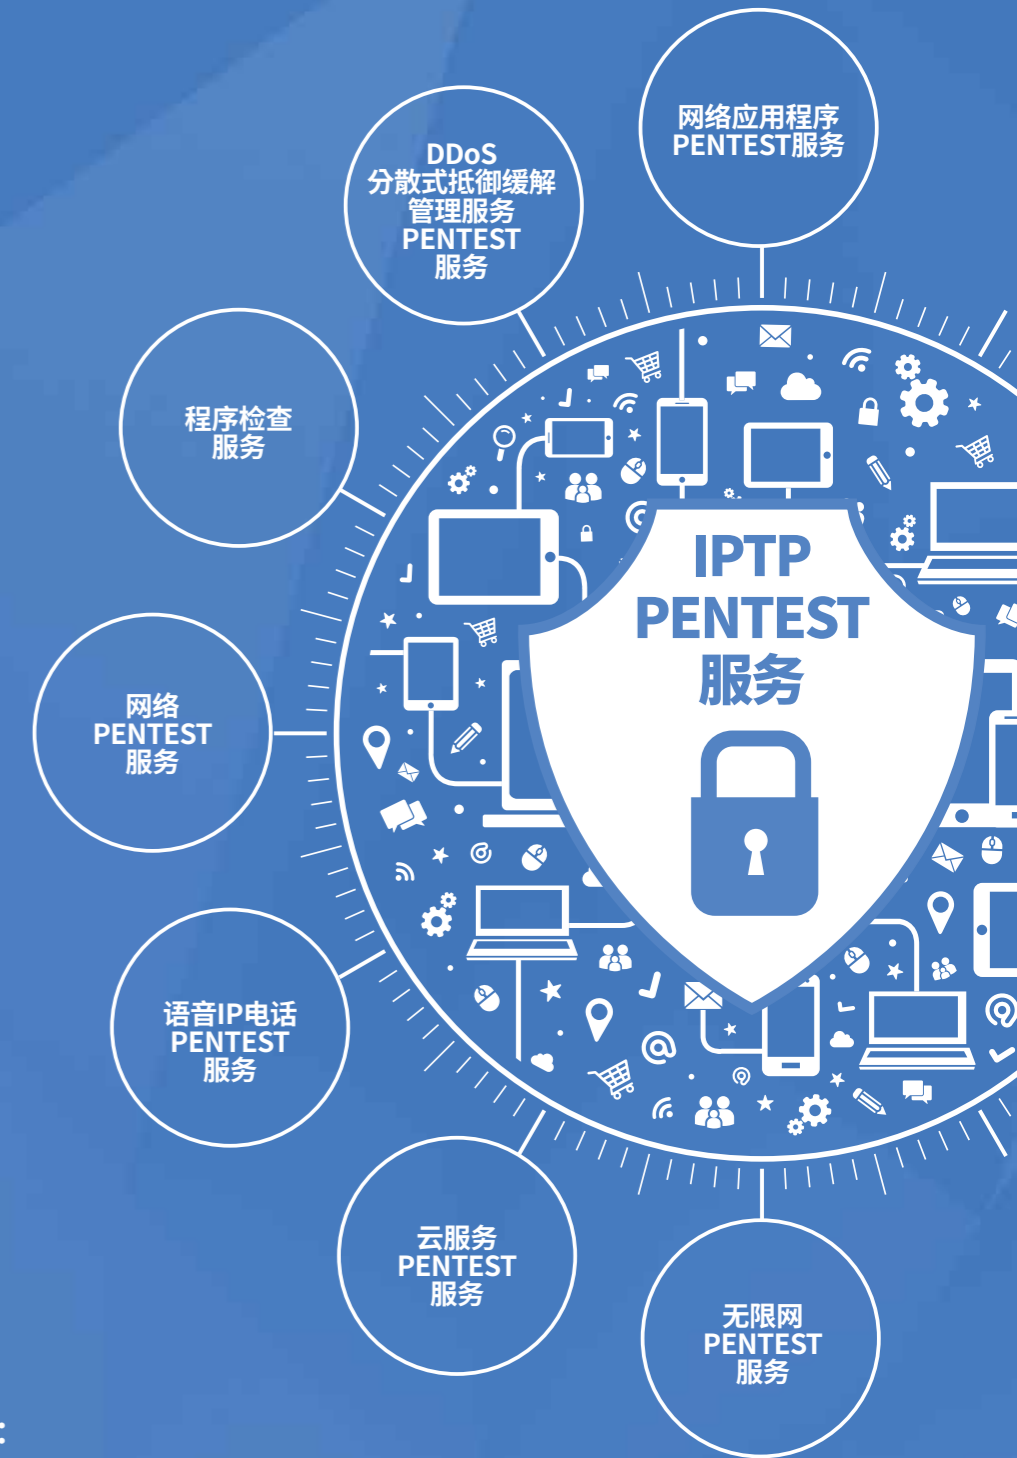 网络应用程序
PENTEST服务
DDoS
分散式抵御缓解
管理服务
PENTEST
服务
程序检查
服务
IPTP
PENTEST
服务
网络
PENTEST
服务
语音IP电话
PENTEST
服务
云服务
PENTEST
服务
无限网
PENTEST
服务
: